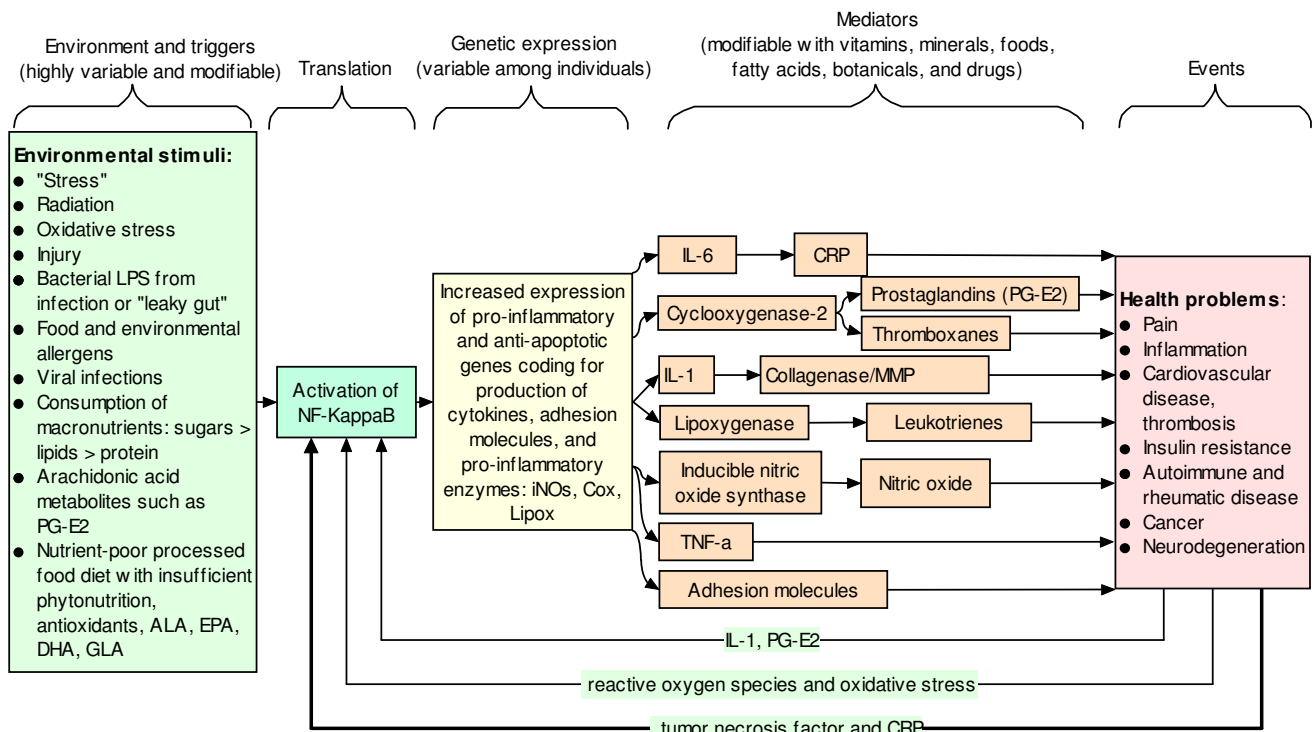 Environment and triggers
(highly variable and modifiable)
Translation
Genetic expression
(variable among individuals)
Mediators
(modifiable with vitamins, minerals, foods,
fatty acids, botanicals, and drugs)
Events
Environmental stimuli:
● "Stress"
● Radiation
● Oxidative stress
● Injury
● Bacterial LPS from
infection or "leaky gut"
● Food and environmental
allergens
● Viral infections
● Consumption of
macronutrients: sugars >
lipids > protein
● Arachidonic acid
metabolites such as
PG-E2
● Nutrient-poor processed
food diet with insufficient
phytonutrition,
antioxidants, ALA, EPA,
DHA, GLA
Activation of
NF-KappaB
Increased expression
of pro-inflammatory
and anti-apoptotic
genes coding for
production of
cytokines, adhesion
molecules, and
pro-inflammatory
enzymes: iNOs, Cox,
Lipox
IL-6
CRP
Cyclooxygenase-2
Prostaglandins (PG-E2)
Thromboxanes
IL-1
Collagenase/MMP
Lipoxygenase
Leukotrienes
Inducible nitric
oxide synthase
Nitric oxide
TNF-a
Adhesion molecules
Health problems:
● Pain
● Inflammation
● Cardiovascular
disease,
thrombosis
● Insulin resistance
● Autoimmune and
rheumatic disease
● Cancer
● Neurodegeneration
IL-1, PG-E2
reactive oxygen species and oxidative stress
tumor necrosis factor and CRP